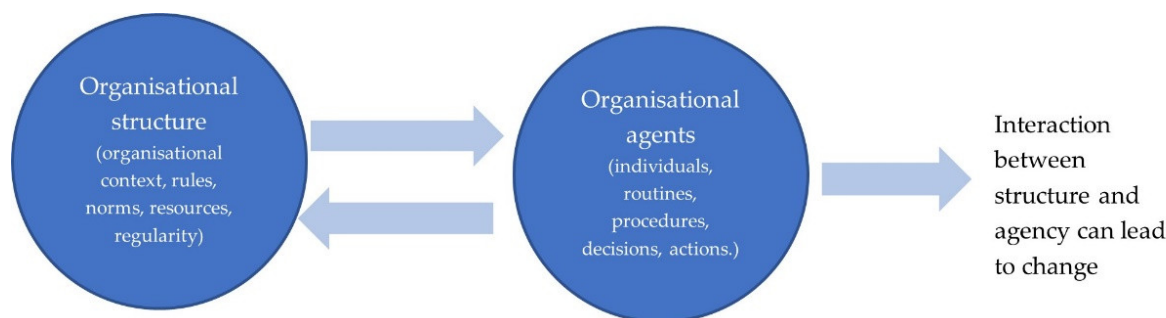 Organisational
structure
(organisational
context, rules,
norms, resources,
regularity)
Organisational
agents
(individuals,
routines,
procedures,
decisions, actions.)
Interaction
between
structure and
agency can lead
to change